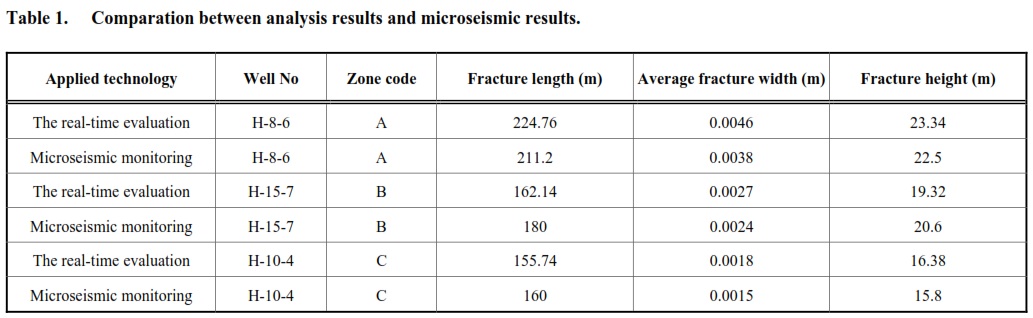 Table 1. Comparation between analysis results and microseismic results.
Applied technology Well No Zone code Fracture length (m) Average fracture width (m) Fracture height (m)
The real-time evaluation H-8-6 A 224.76 0.0046 23.34
Microseismic monitoring H-8-6 A 211.2 0.0038 22.5
The real-time evaluation H-15-7 B 162.14 0.0027 19.32
Microseismic monitoring H-15-7 B 180 0.0024 20.6
The real-time evaluation H-10-4 C 155.74 0.0018 16.38
Microseismic monitoring H-10-4 C 160 0.0015 15.8